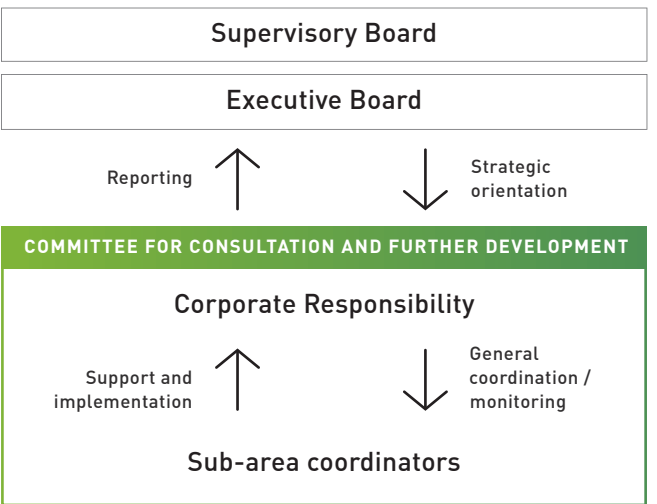 Supervisory Board
Executive Board
Reporting
Strategic
orientation
COMMITTEE FOR CONSULTATION AND FURTHER DEVELOPMENT
Corporate Responsibility
Support and
implementation
General
coordination /
monitoring
Sub-area coordinators